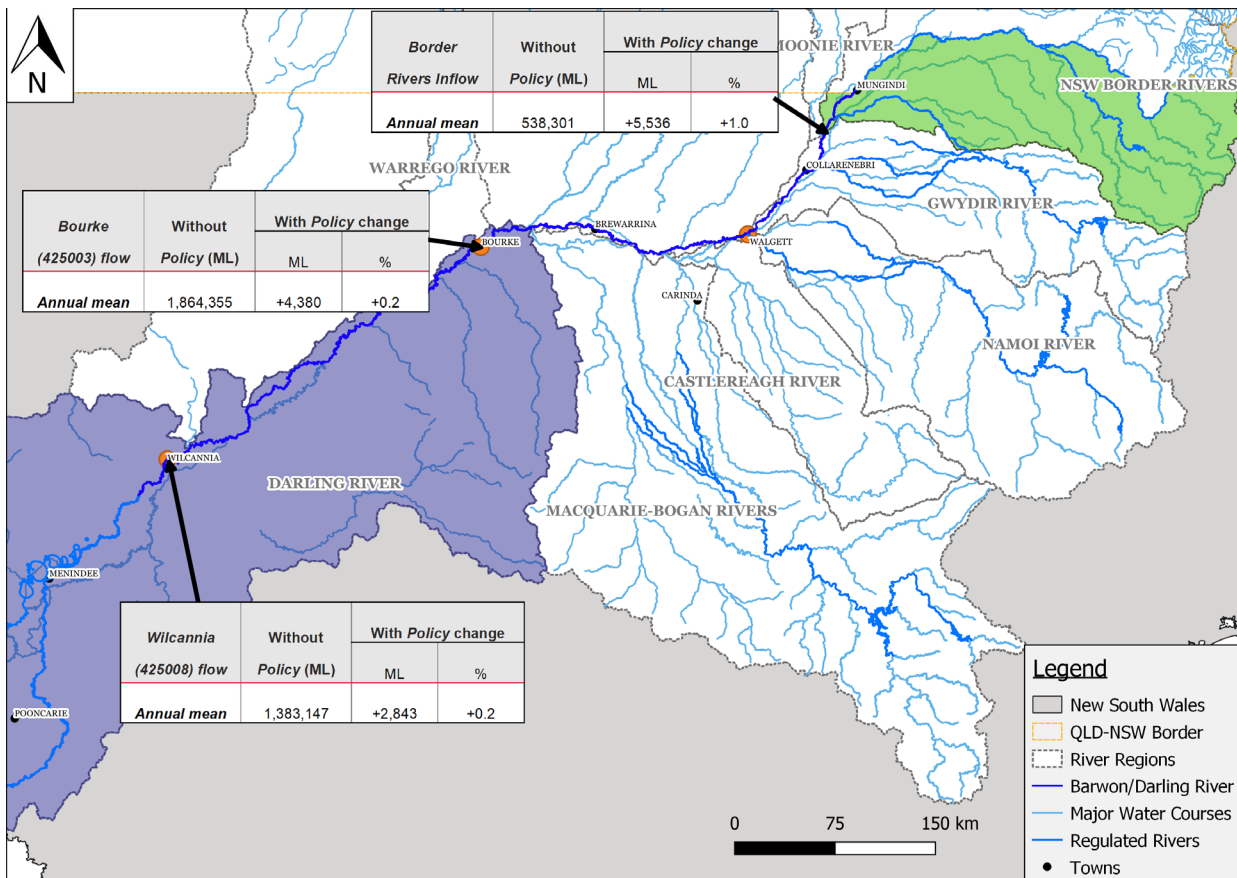 N
Border
Rivers Inflow
Without
Policy (ML)
With Policy change
ML
%
Annual mean
538,301
+5,536
+1.0
MOONIE RIVER
MUNGINDI
NSW BORDER RIVERS
WARREGO RIVER
COLLARENEBRI
GWYDIR RIVER
Bourke
(425003) flow
Without
Policy (ML)
With Policy change
ML
%
Annual mean
1,864,355
+4,380
+0.2
BOURKE
BREWARRINA
WALGETT
CARINDA
NAMOI RIVER
CASTLEREAGH RIVER
WILCANNIA
DARLING RIVER
MACQUARIE-BOGAN RIVERS
MENINDEE
Wilcannia
(425008) flow
Without
Policy (ML)
With Policy change
ML
%
Annual mean
1,383,147
+2,843
+0.2
POONCARIE
0 75 150 km
Legend
New South Wales
QLD-NSW Border
River Regions
Barwon/Darling River
Major Water Courses
Regulated Rivers
Towns